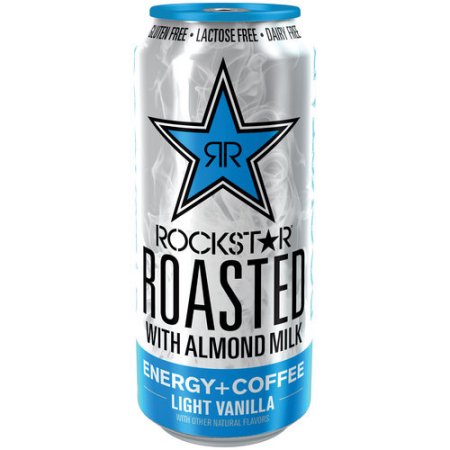 GLUTEN FREE • LACTOSE FREE • DAIRY FREE
RR
ROCKST★R
ROASTED
WITH ALMOND MILK
ENERGY+COFFEE
LIGHT VANILLA
WITH OTHER NATURAL FLAVORS